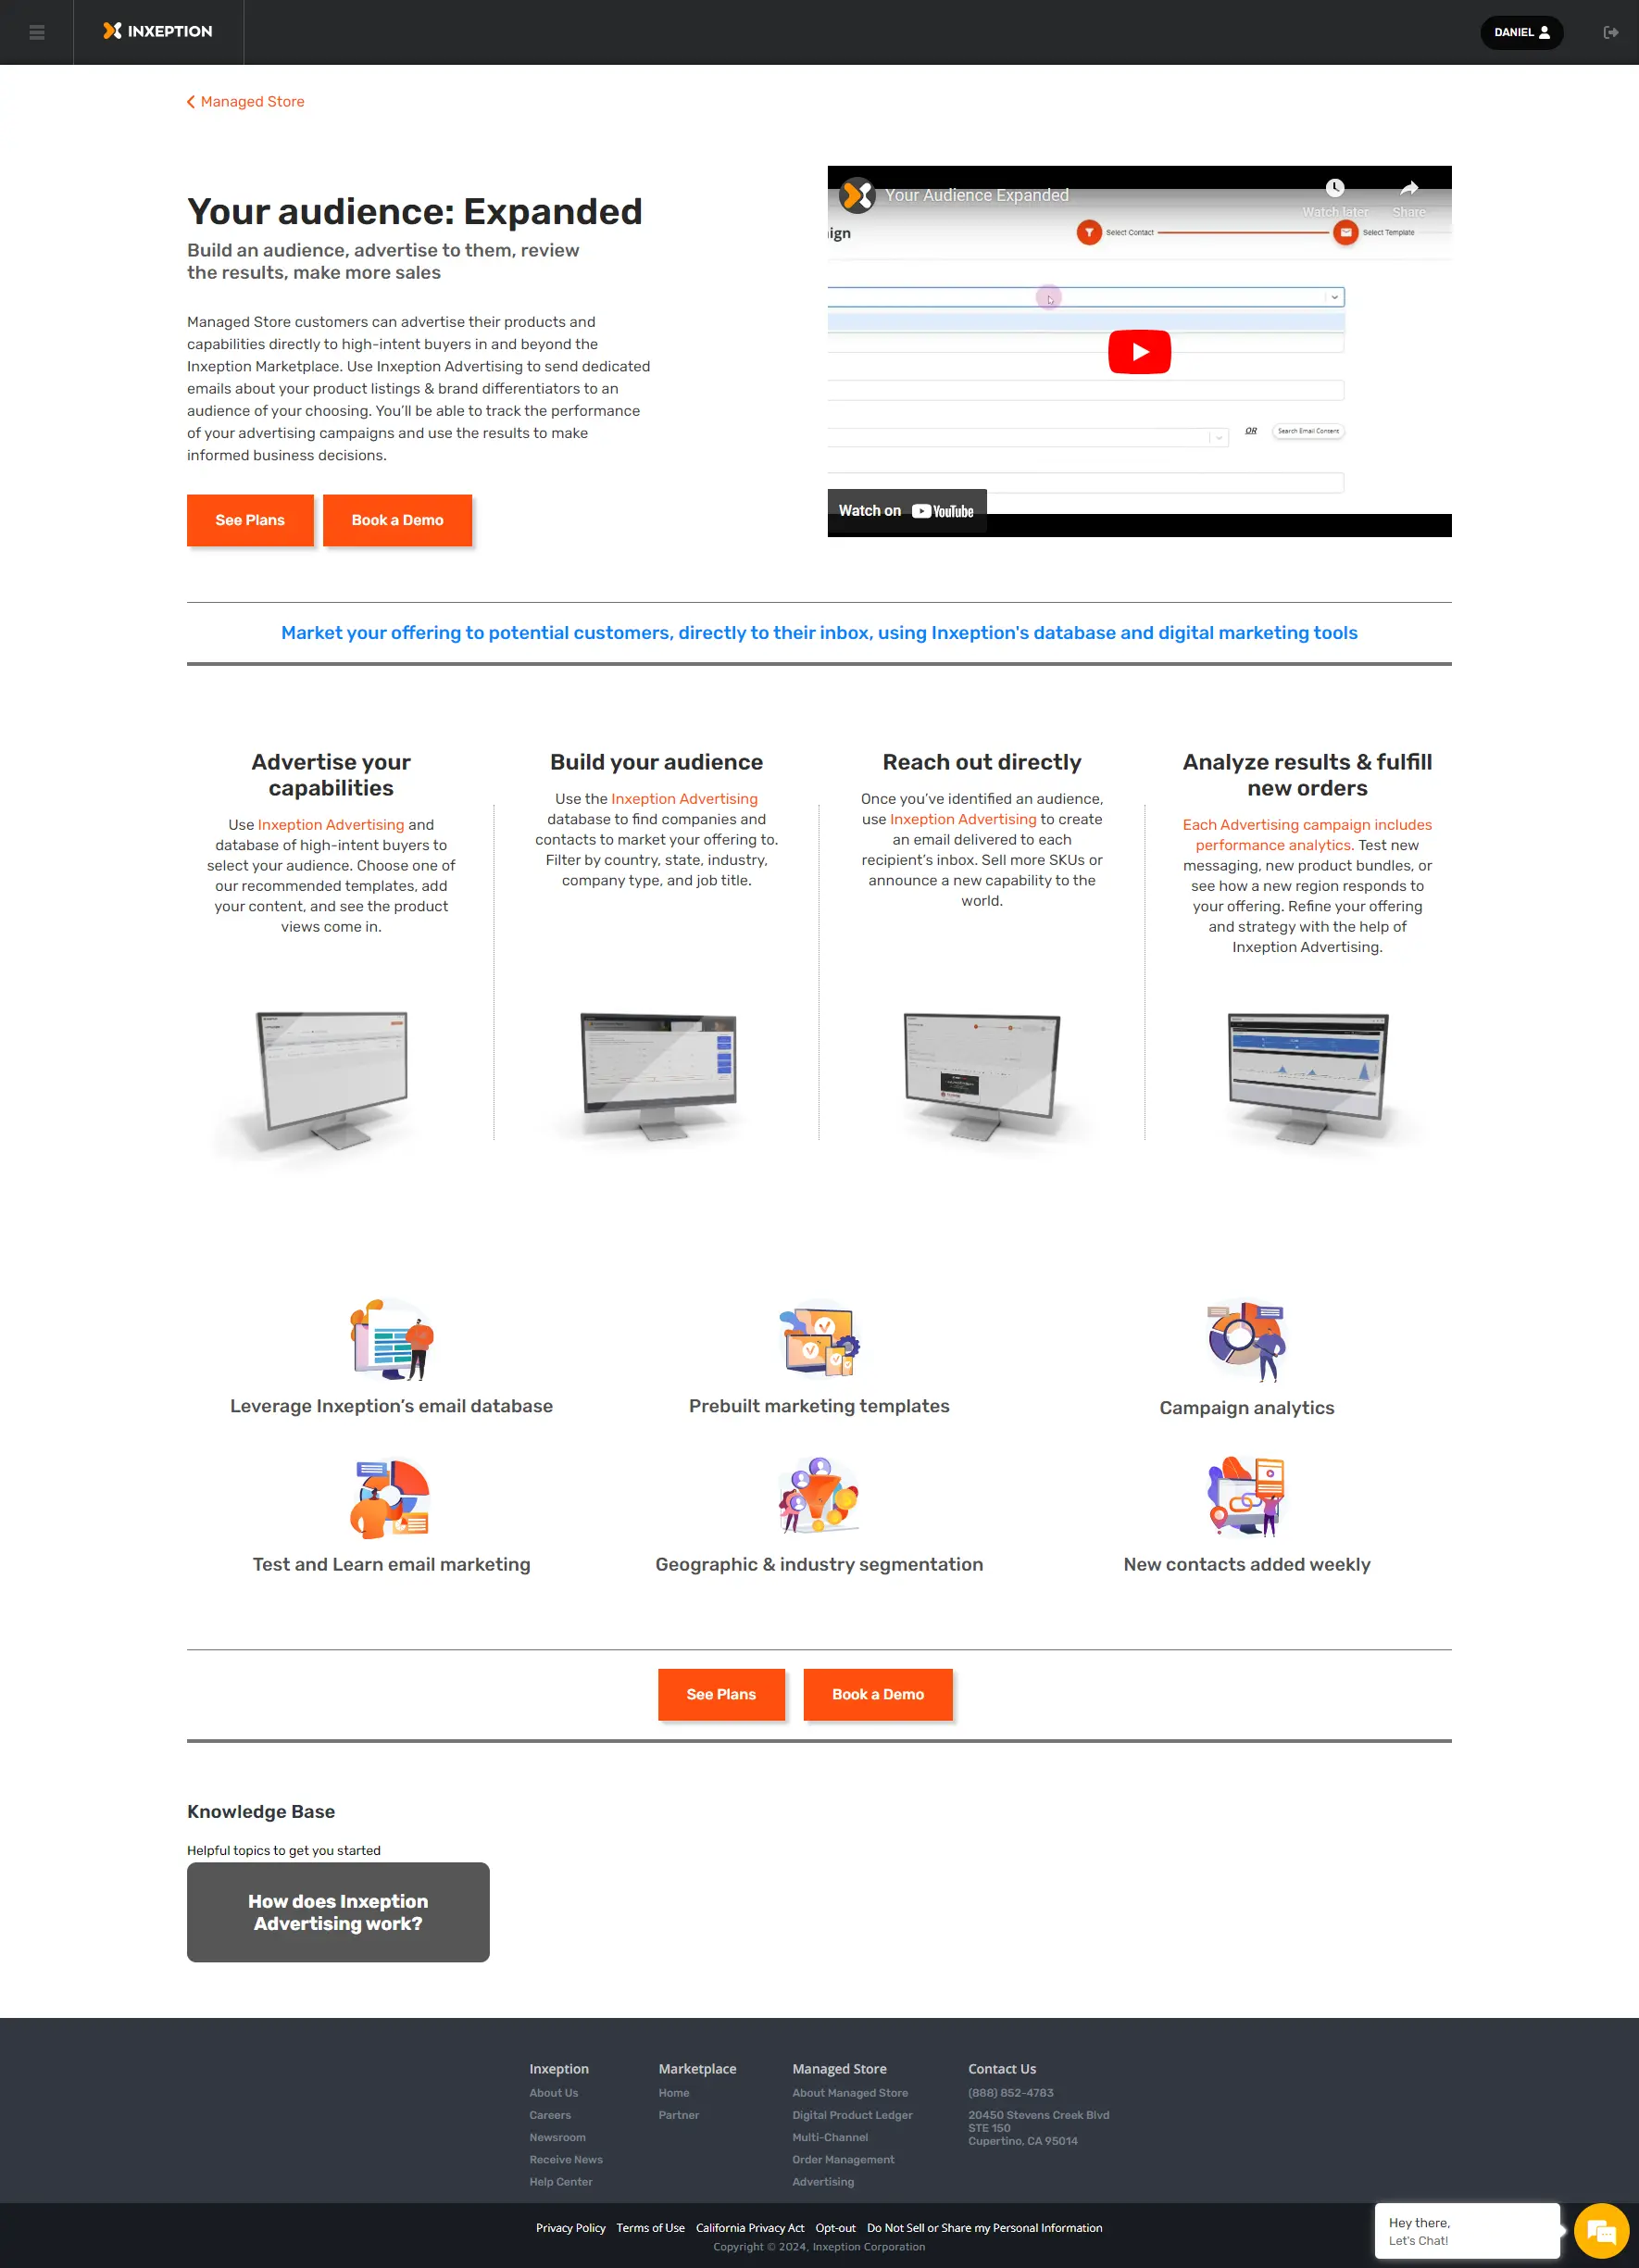 INXEPTION
DANIEL
Managed Store
Your audience: Expanded
Build an audience, advertise to them, review
the results, make more sales
Managed Store customers can advertise their products and
capabilities directly to high-intent buyers in and beyond the
Inxeption Marketplace. Use Inxeption Advertising to send dedicated
emails about your product listings & brand differentiators to an
audience of your choosing. You’ll be able to track the performance
of your advertising campaigns and use the results to make
informed business decisions.
See Plans
Book a Demo
Your Audience Expanded
Watch later
Share
ign
Select Contact
Select Template
OR
Search Email Content
Watch on YouTube
Market your offering to potential customers, directly to their inbox, using Inxeption's database and digital marketing tools
Advertise your
capabilities
Use Inxeption Advertising and
database of high-intent buyers to
select your audience. Choose one of
our recommended templates, add
your content, and see the product
views come in.
Build your audience
Use the Inxeption Advertising
database to find companies and
contacts to market your offering to.
Filter by country, state, industry,
company type, and job title.
Reach out directly
Once you’ve identified an audience,
use Inxeption Advertising to create
an email delivered to each
recipient’s inbox. Sell more SKUs or
announce a new capability to the
world.
Analyze results & fulfill
new orders
Each Advertising campaign includes
performance analytics. Test new
messaging, new product bundles, or
see how a new region responds to
your offering. Refine your offering
and strategy with the help of
Inxeption Advertising.
Leverage Inxeption’s email database
Prebuilt marketing templates
Campaign analytics
Test and Learn email marketing
Geographic & industry segmentation
New contacts added weekly
See Plans
Book a Demo
Knowledge Base
Helpful topics to get you started
How does Inxeption
Advertising work?
Inxeption
About Us
Careers
Newsroom
Receive News
Help Center
Marketplace
Home
Partner
Managed Store
About Managed Store
Digital Product Ledger
Multi-Channel
Order Management
Advertising
Contact Us
(888) 852-4783
20450 Stevens Creek Blvd
STE 150
Cupertino, CA 95014
Privacy Policy Terms of Use California Privacy Act Opt-out Do Not Sell or Share my Personal Information
Copyright © 2024, Inxeption Corporation
Hey there,
Let's Chat!